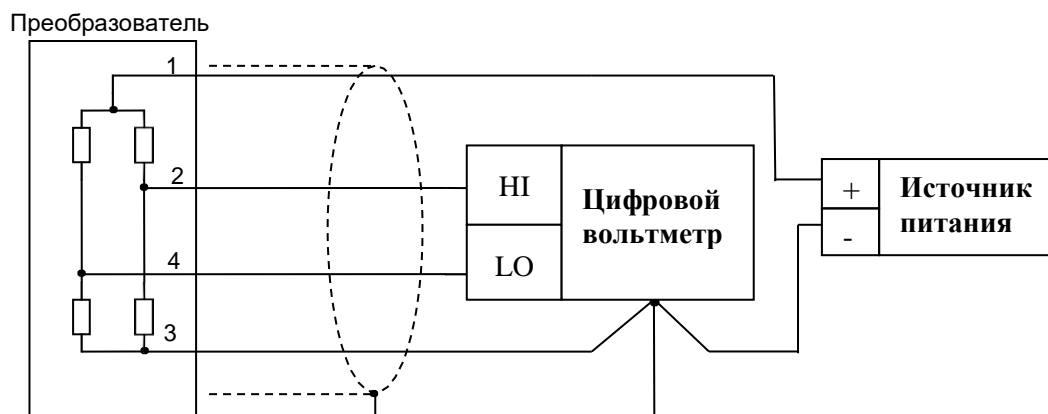 Преобразователь
1
2
HI
Цифровой
вольтметр
+
Источник
питания
-
4
LO
3